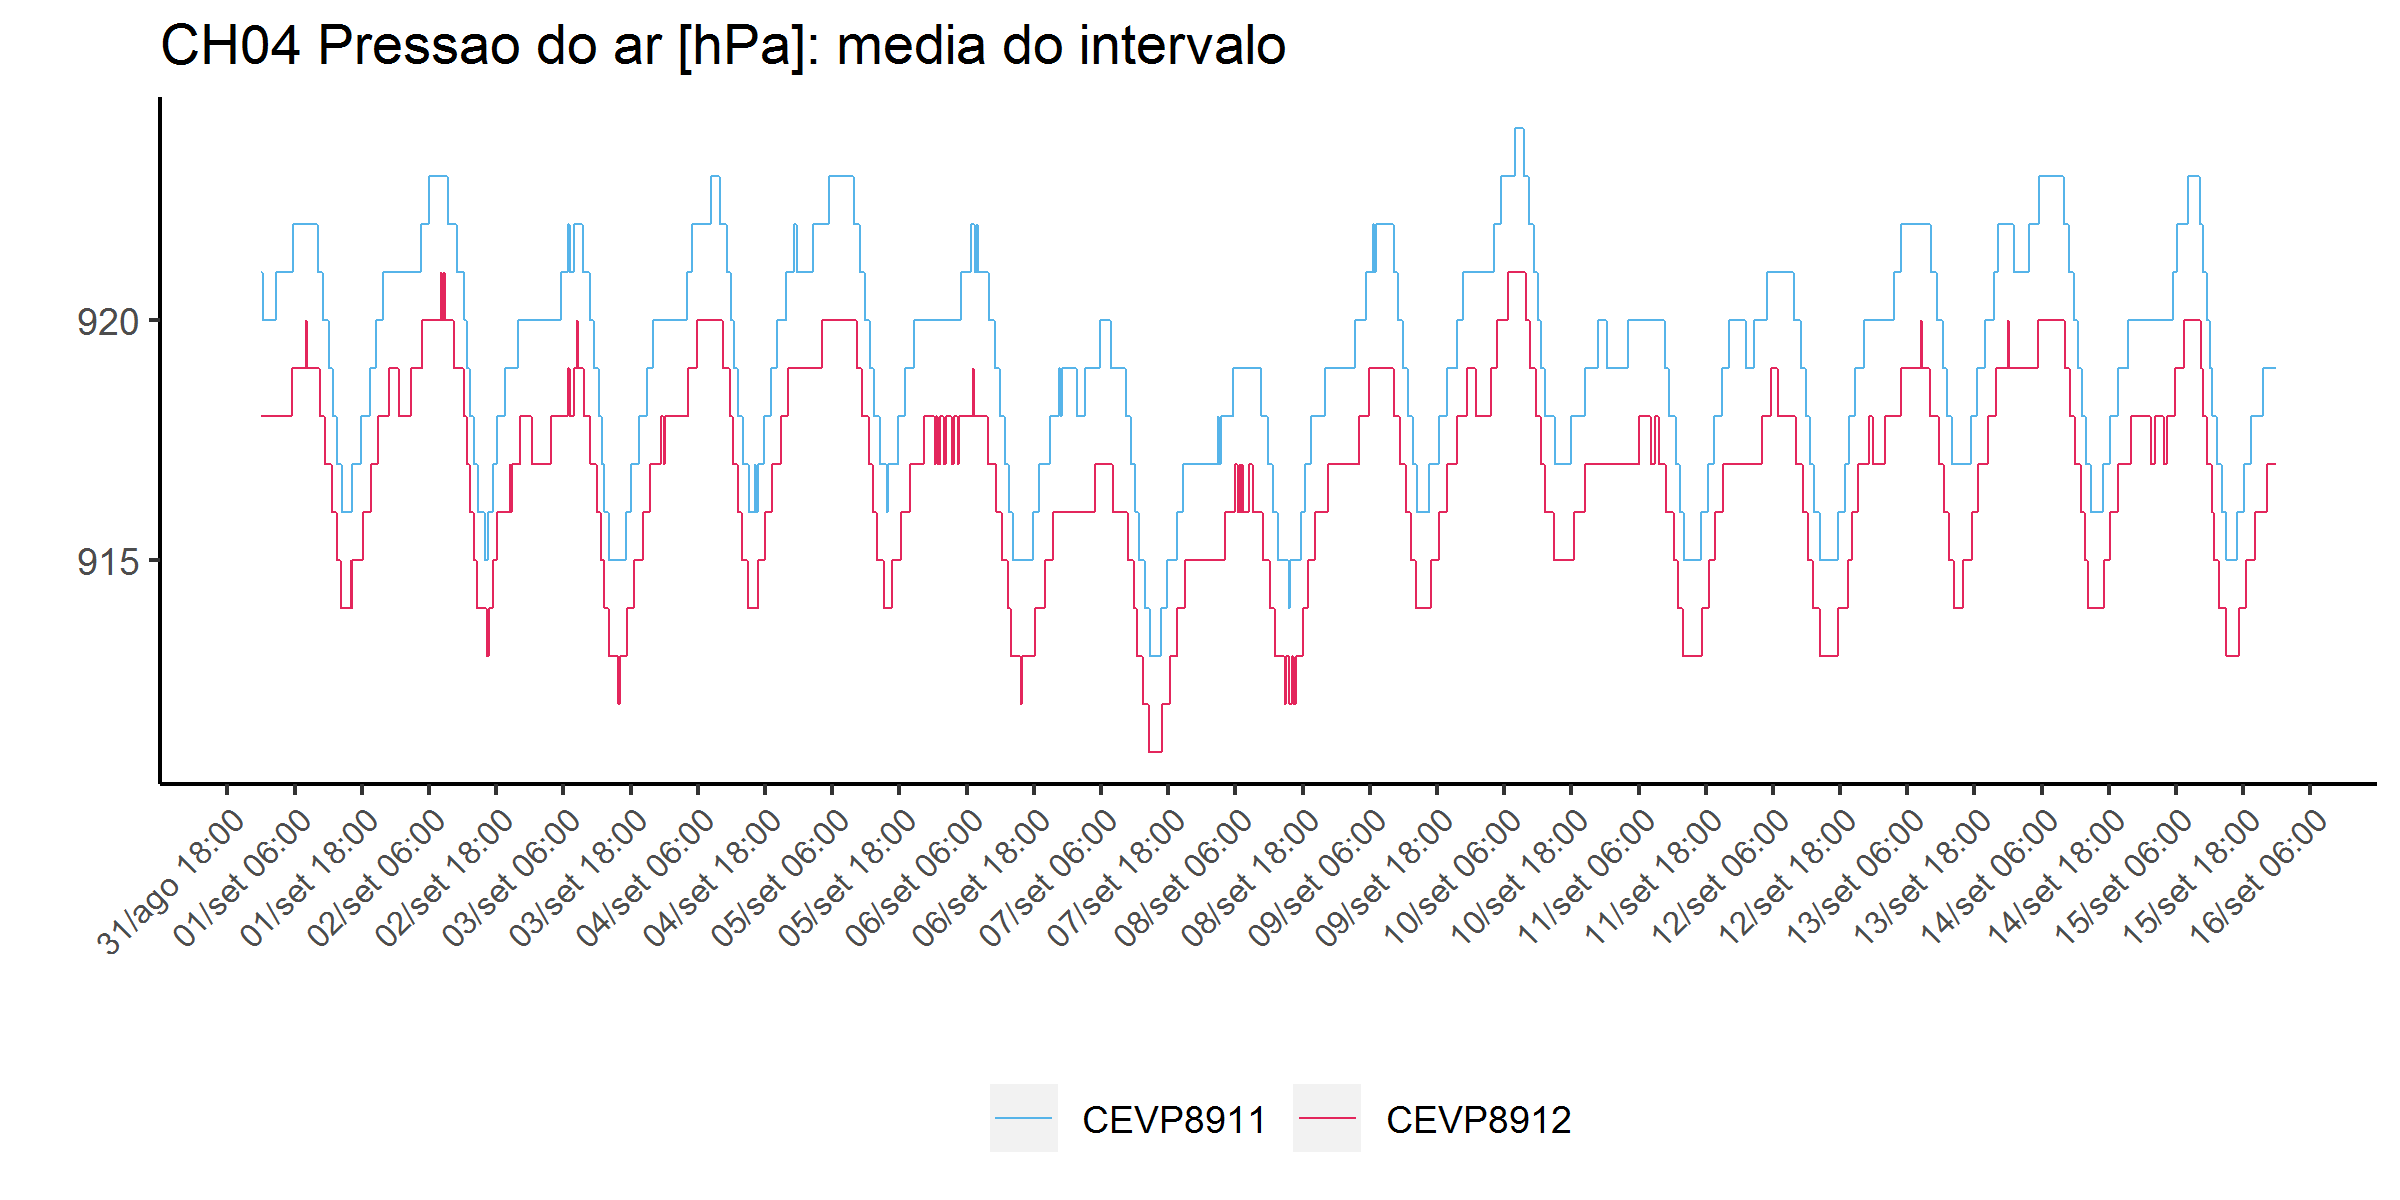 CH04 Pressao do ar [hPa]: media do intervalo
920
915
31/ago 18:00
01/set 06:00
01/set 18:00
02/set 06:00
02/set 18:00
03/set 06:00
03/set 18:00
04/set 06:00
04/set 18:00
05/set 06:00
05/set 18:00
06/set 06:00
06/set 18:00
07/set 06:00
07/set 18:00
08/set 06:00
08/set 18:00
09/set 06:00
09/set 18:00
10/set 06:00
10/set 18:00
11/set 06:00
11/set 18:00
12/set 06:00
12/set 18:00
13/set 06:00
13/set 18:00
14/set 06:00
14/set 18:00
15/set 06:00
15/set 18:00
16/set 06:00
CEVP8911
CEVP8912